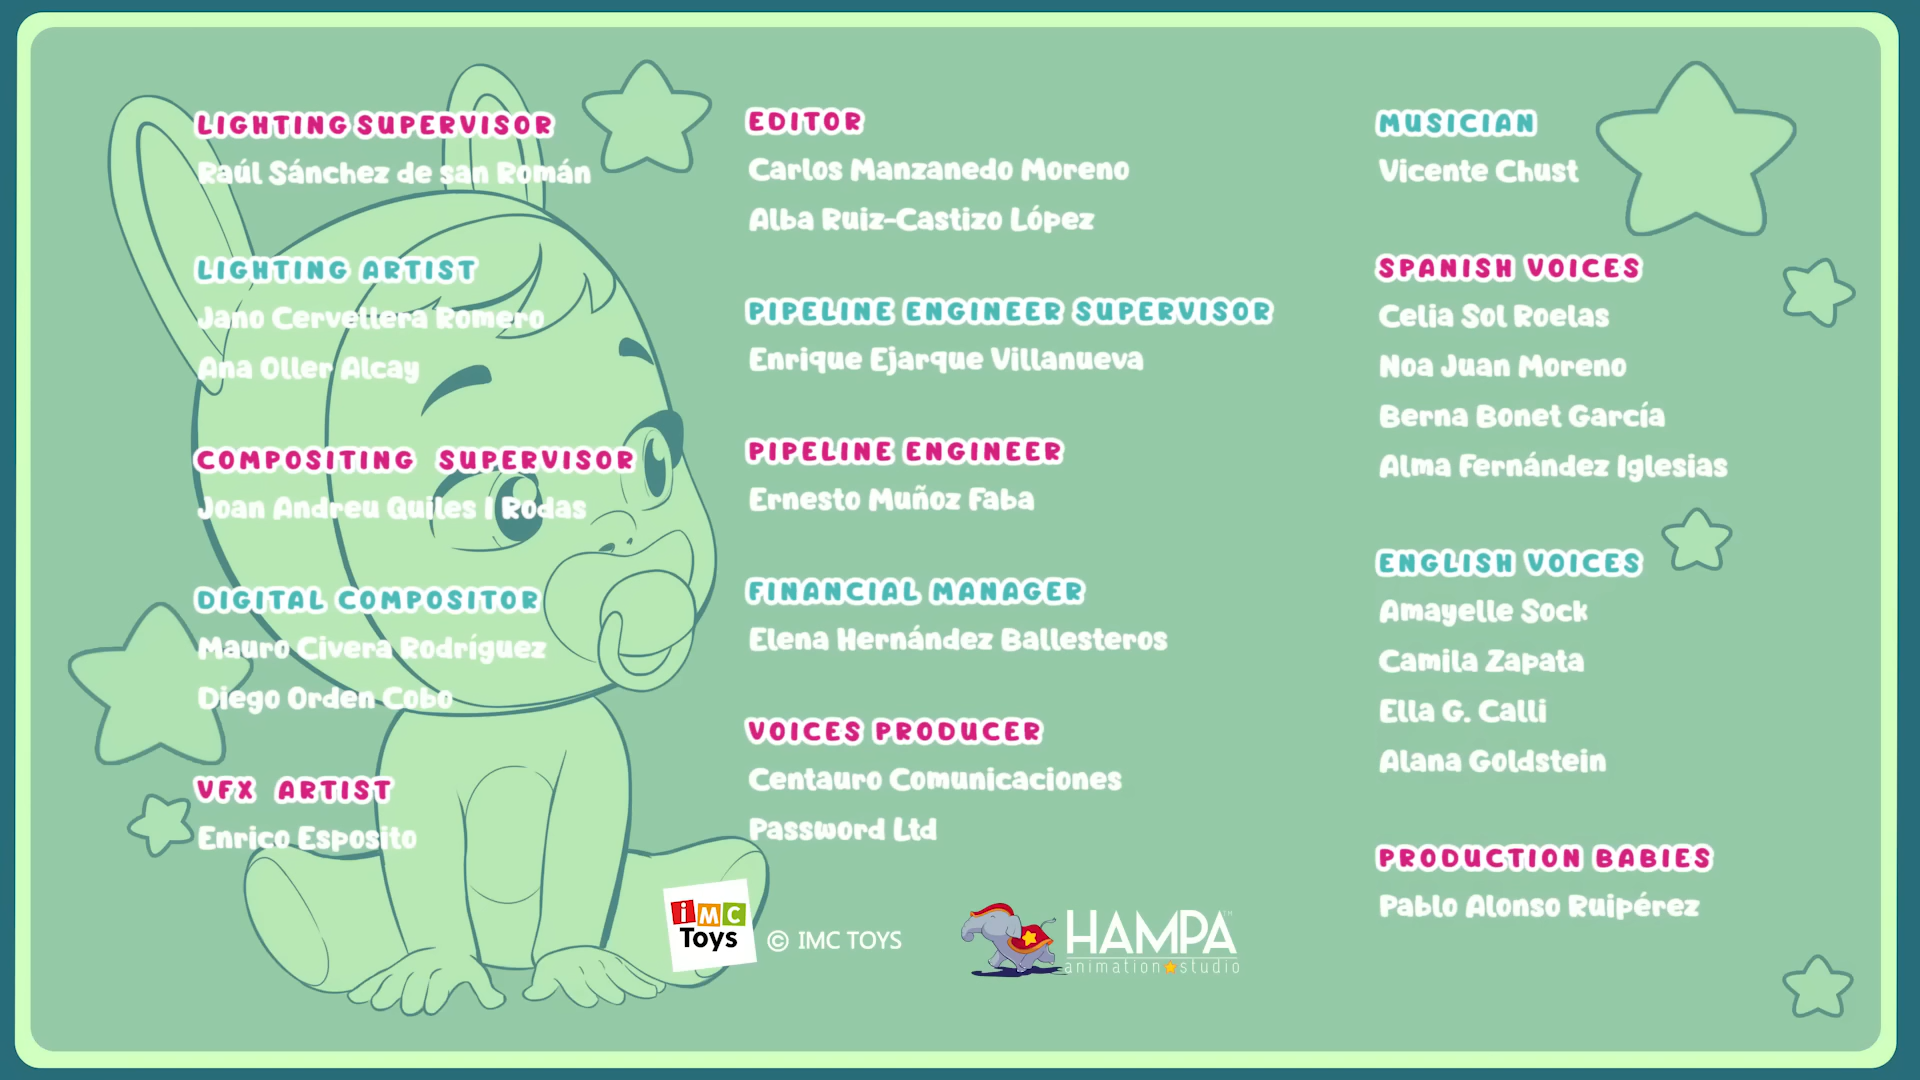 LIGHTING SUPERVISOR
Raúl Sánchez de san Román
LIGHTING ARTIST
Jano Cervellera Romero
Ana Oller Alcay
COMPOSITING SUPERVISOR
Joan Andreu Quiles I Rodas
DIGITAL COMPOSITOR
Mauro Civera Rodríguez
Diego Orden Cobo
VFX ARTIST
Enrico Esposito
EDITOR
Carlos Manzanedo Moreno
Alba Ruiz-Castizo López
PIPELINE ENGINEER SUPERVISOR
Enrique Ejarque Villanueva
PIPELINE ENGINEER
Ernesto Muñoz Faba
FINANCIAL MANAGER
Elena Hernández Ballesteros
VOICES PRODUCER
Centauro Comunicaciones
Password Ltd
MUSICIAN
Vicente Chust
SPANISH VOICES
Celia Sol Roelas
Noa Juan Moreno
Berna Bonet García
Alma Fernández Iglesias
ENGLISH VOICES
Amayelle Sock
Camila Zapata
Ella G. Calli
Alana Goldstein
PRODUCTION BABIES
Pablo Alonso Ruipérez
iMC
Toys
© IMC TOYS
HAMPA™
animation studio